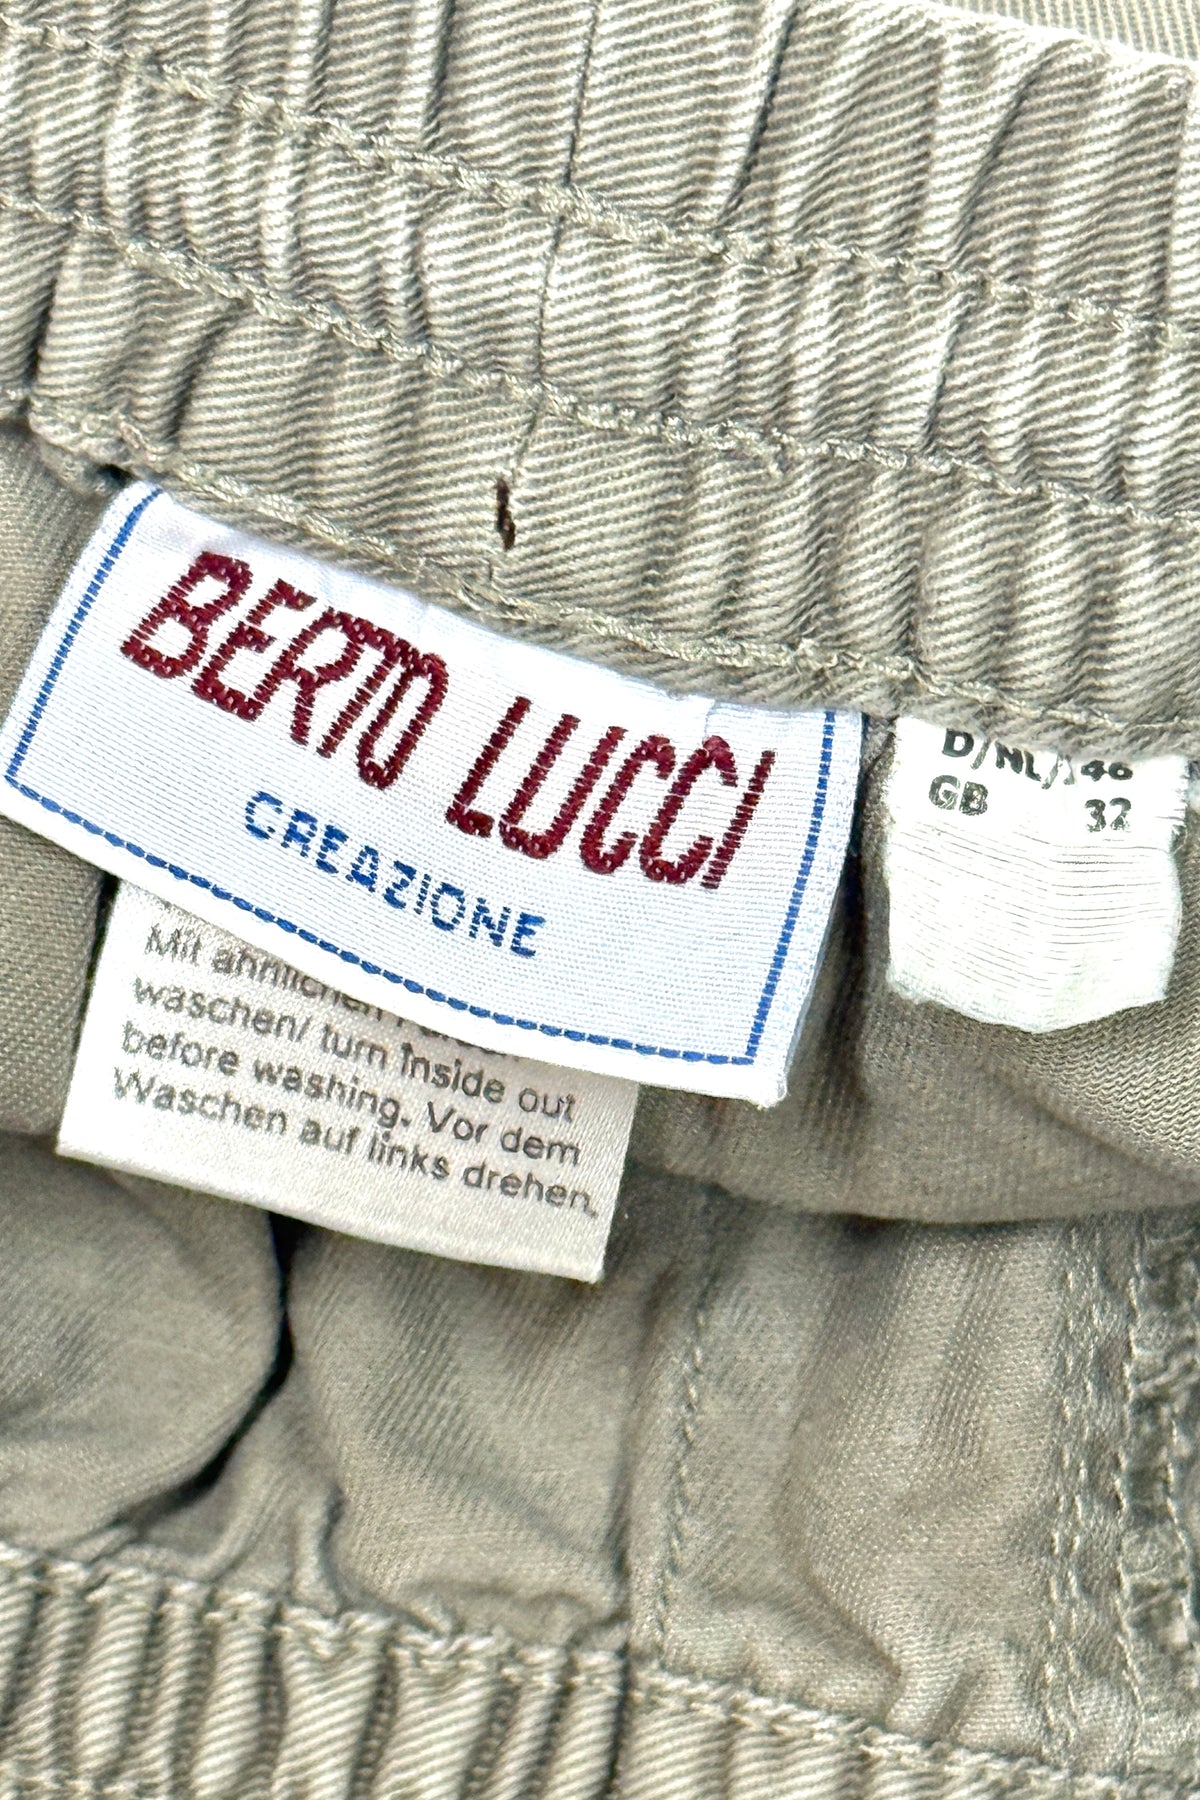 BERTO LUCCI
CREAZIONE
D/NL/ 46
GB 32
Mit ähnlichen
waschen/ turn inside out
before washing. Vor dem
Waschen auf links drehen.